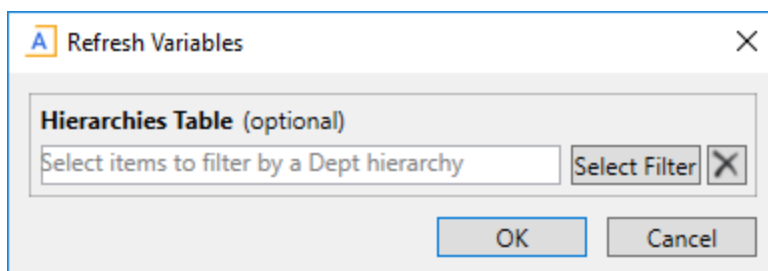 A Refresh Variables
Hierarchies Table (optional)
Select items to filter by a Dept hierarchy Select Filter
OK Cancel